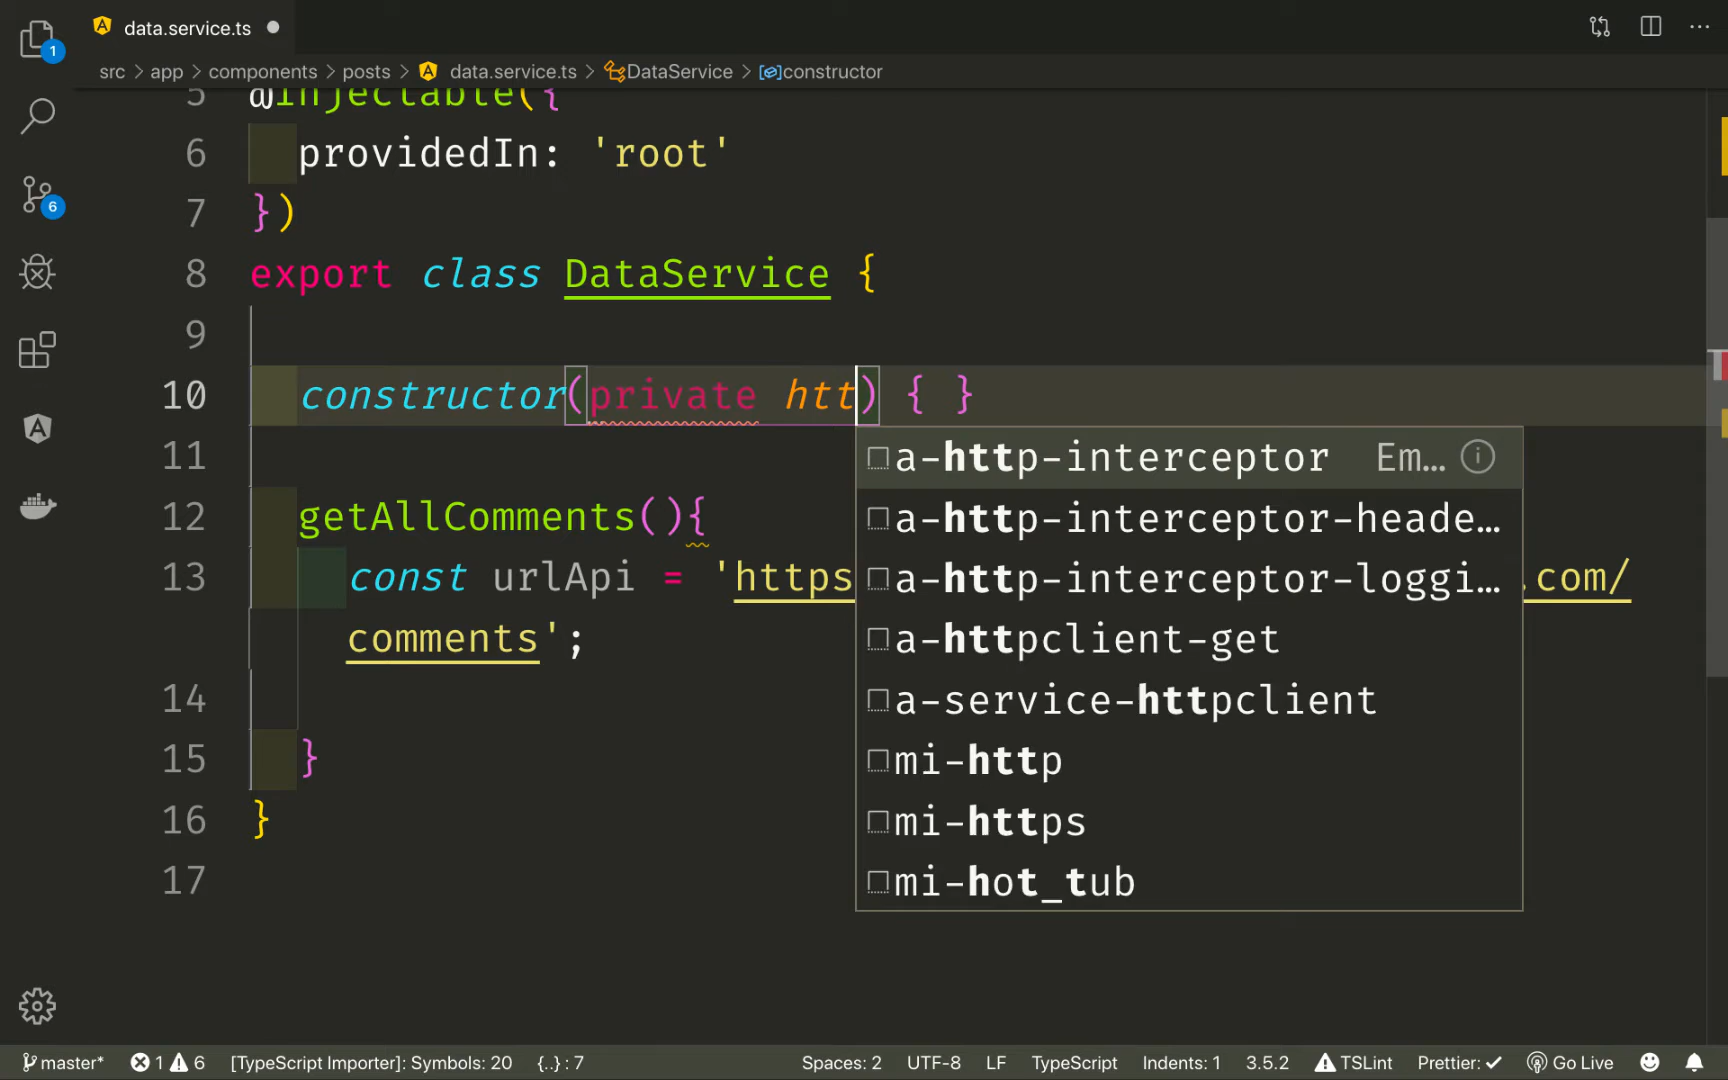 data.service.ts
1
src > app > components > posts > data.service.ts > DataService > constructor
5 @Injectable({
6 providedIn: 'root'
7 })
6
8 export class DataService {
9
10 constructor(private htt) { }
11
a-http-interceptor Em...
12 getAllComments(){
a-http-interceptor-heade...
13 const urlApi = 'https .com/
a-http-interceptor-loggi...
comments';
a-httpclient-get
14
a-service-httpclient
15 }
mi-http
16 }
mi-https
17
mi-hot_tub
master* 1 6 [TypeScript Importer]: Symbols: 20 {..} : 7 Spaces: 2 UTF-8 LF TypeScript Indents: 1 3.5.2 TSLint Prettier: Go Live